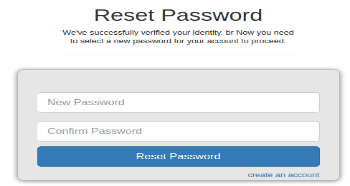 Reset Password
We've successfully verified your identity. br Now you need
to select a new password for your account to proceed.
New Password
Confirm Password
Reset Password
create an account